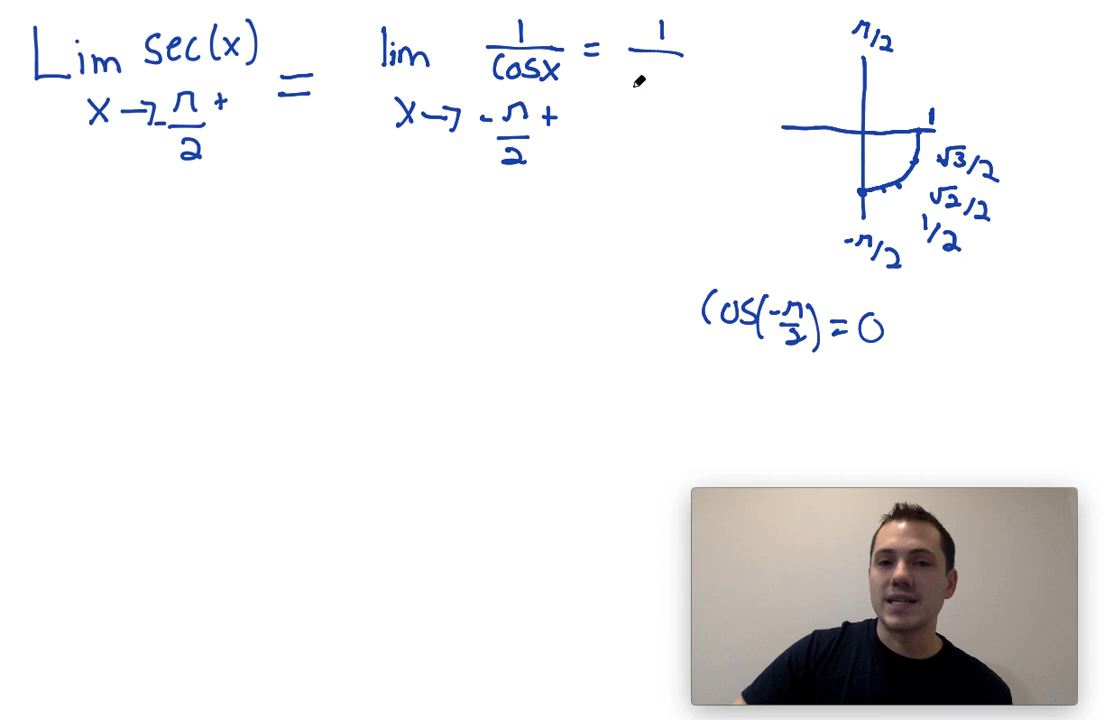 Lim sec(x) = lim 1/cosx = 1/
x→-π/2+ x→-π/2+
π/2
1
√3/2
√2/2
1/2
-π/2
cos(-π/2) = 0